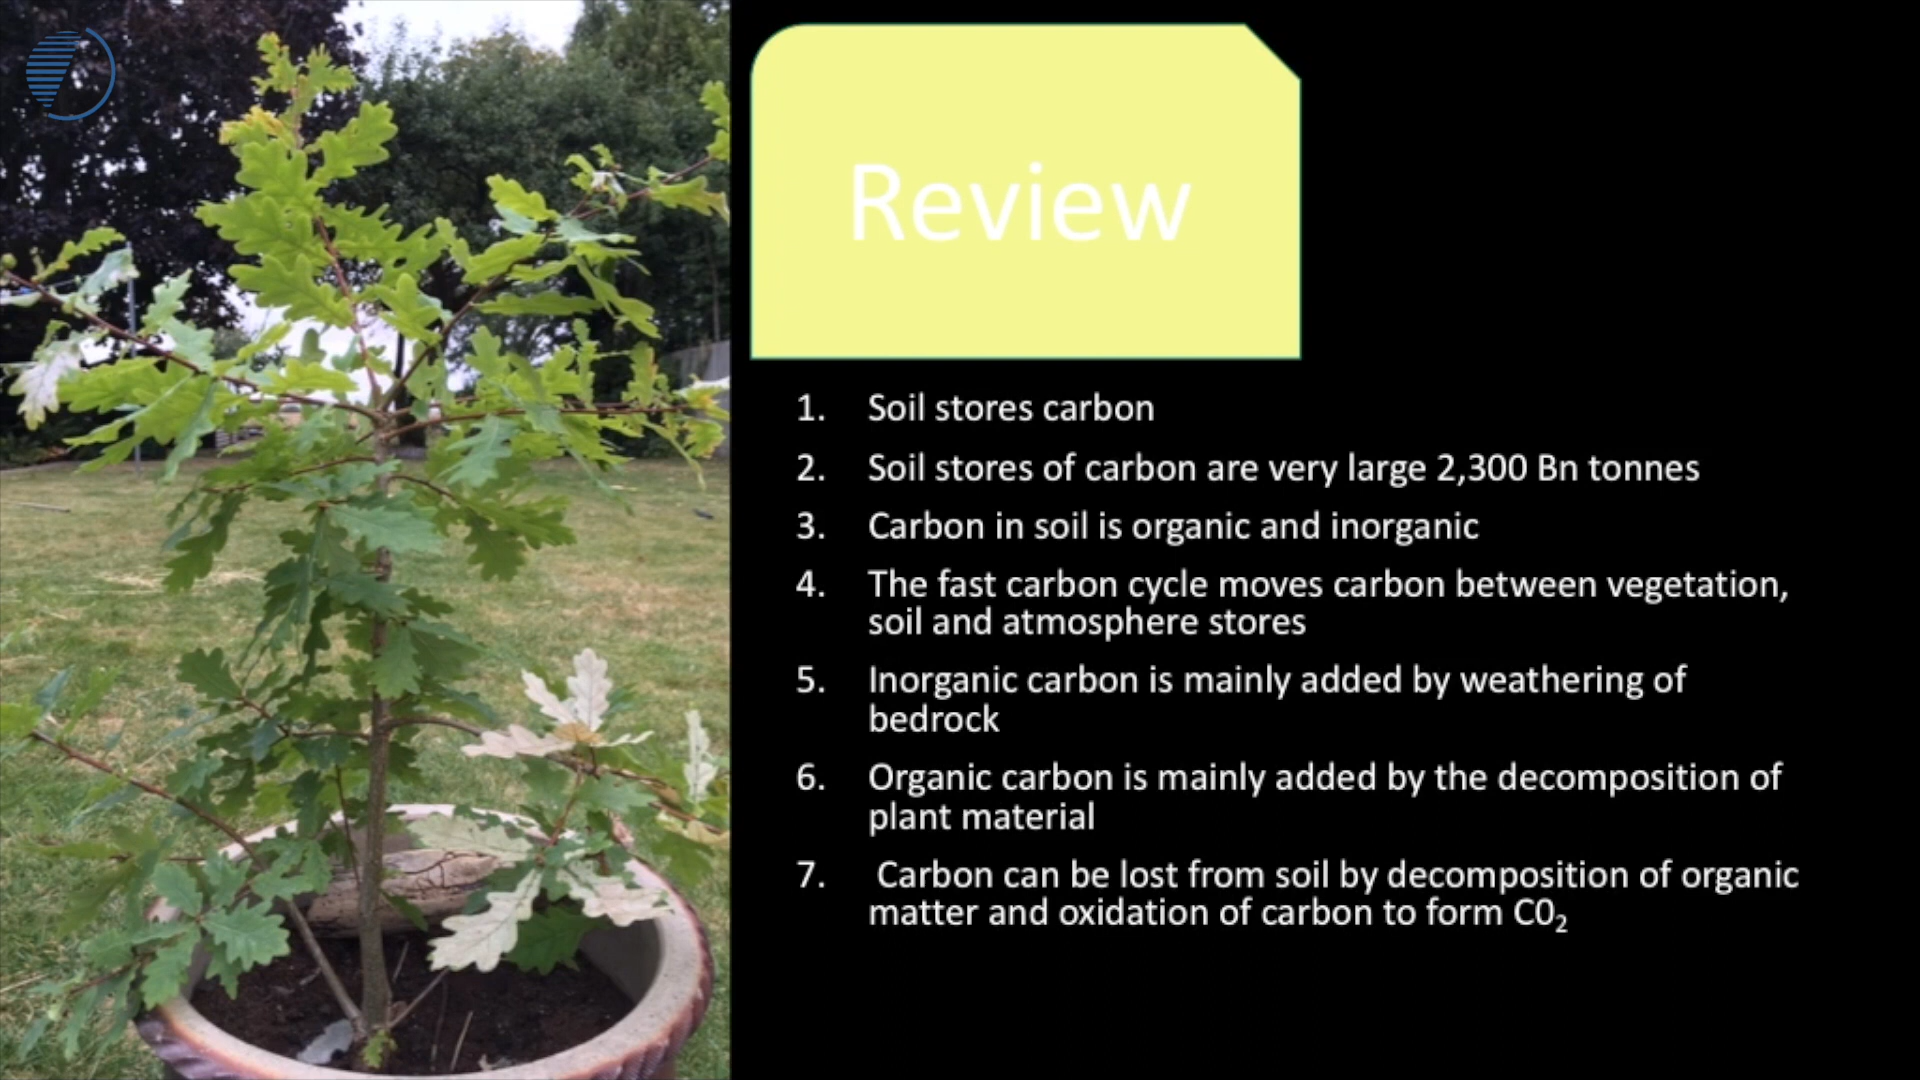 Review
1. Soil stores carbon
2. Soil stores of carbon are very large 2,300 Bn tonnes
3. Carbon in soil is organic and inorganic
4. The fast carbon cycle moves carbon between vegetation,
soil and atmosphere stores
5. Inorganic carbon is mainly added by weathering of
bedrock
6. Organic carbon is mainly added by the decomposition of
plant material
7. Carbon can be lost from soil by decomposition of organic
matter and oxidation of carbon to form C0₂